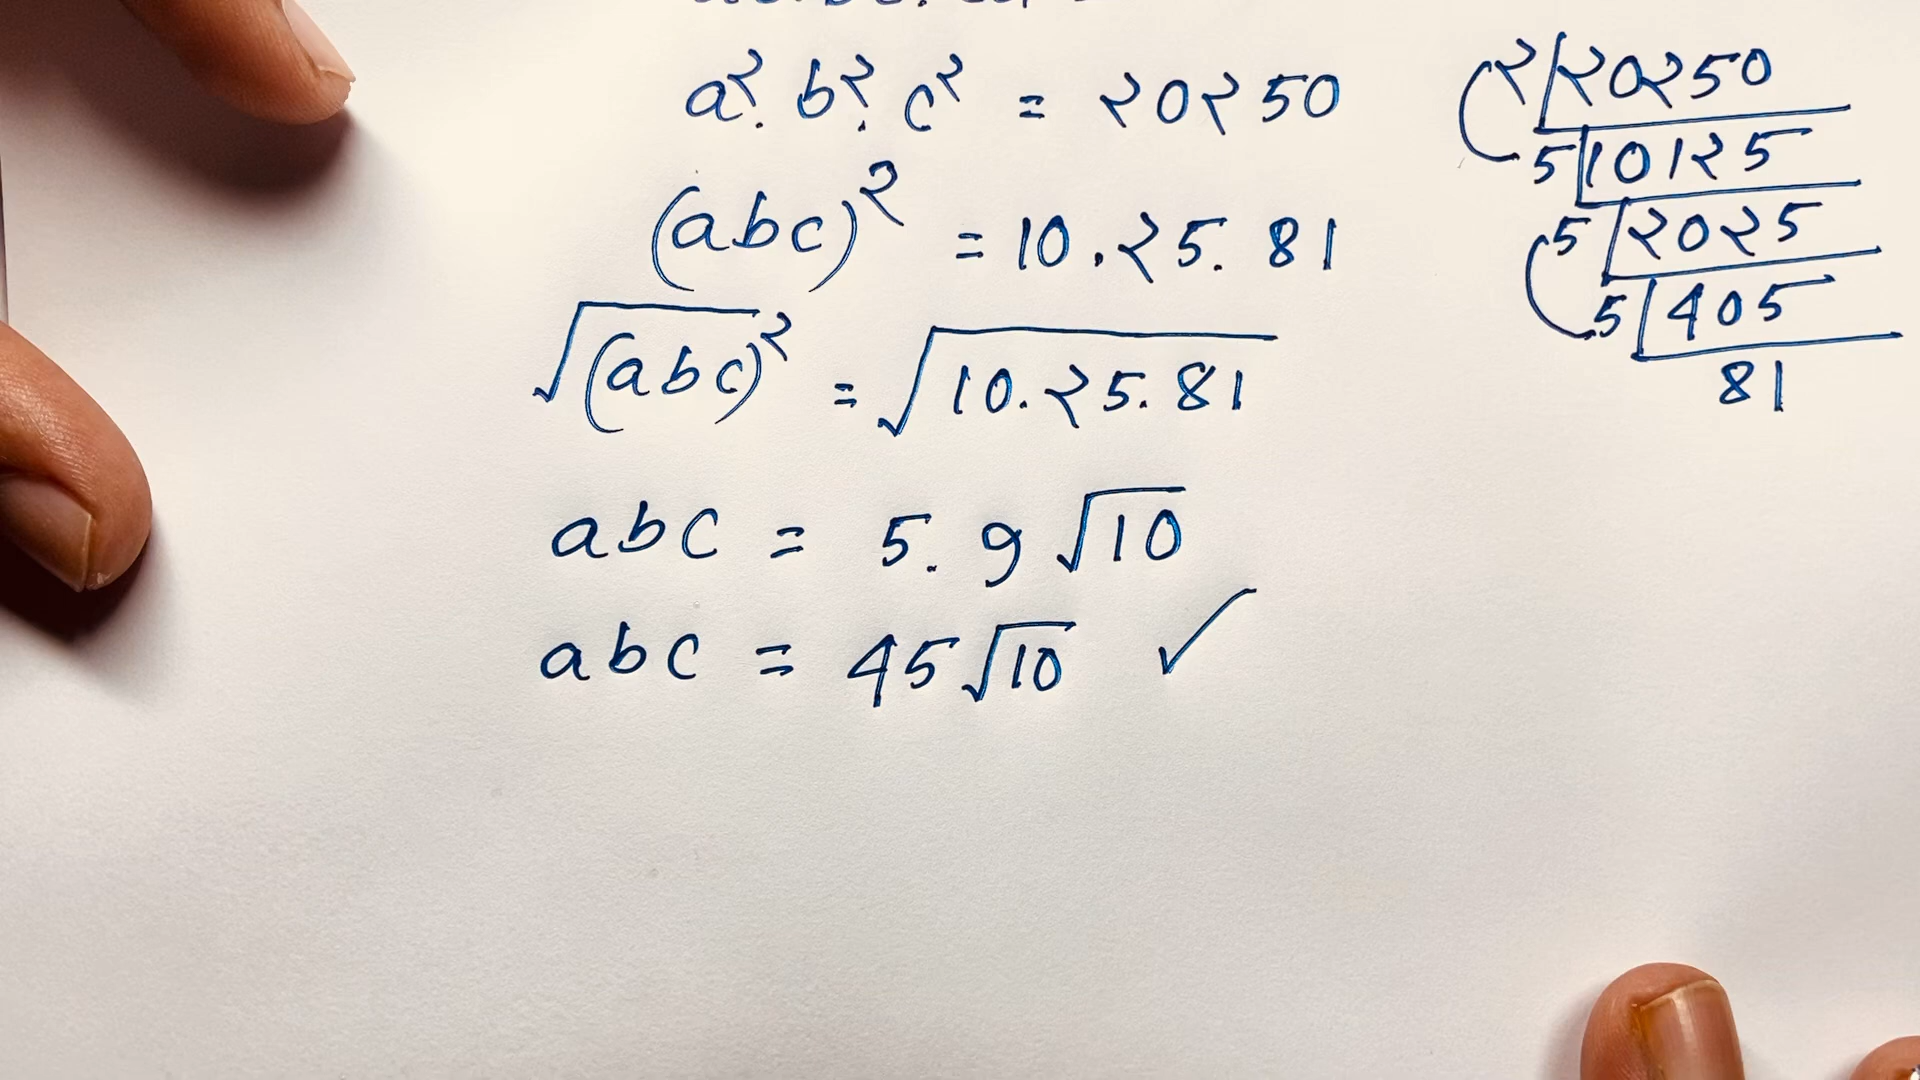 a². b². c² = 20250
(abc)² = 10.25.81
√(abc)² = √10.25.81
abc = 5.9√10
abc = 45√10 ✓
2|20250
5|10125
5|2025
5|405
81